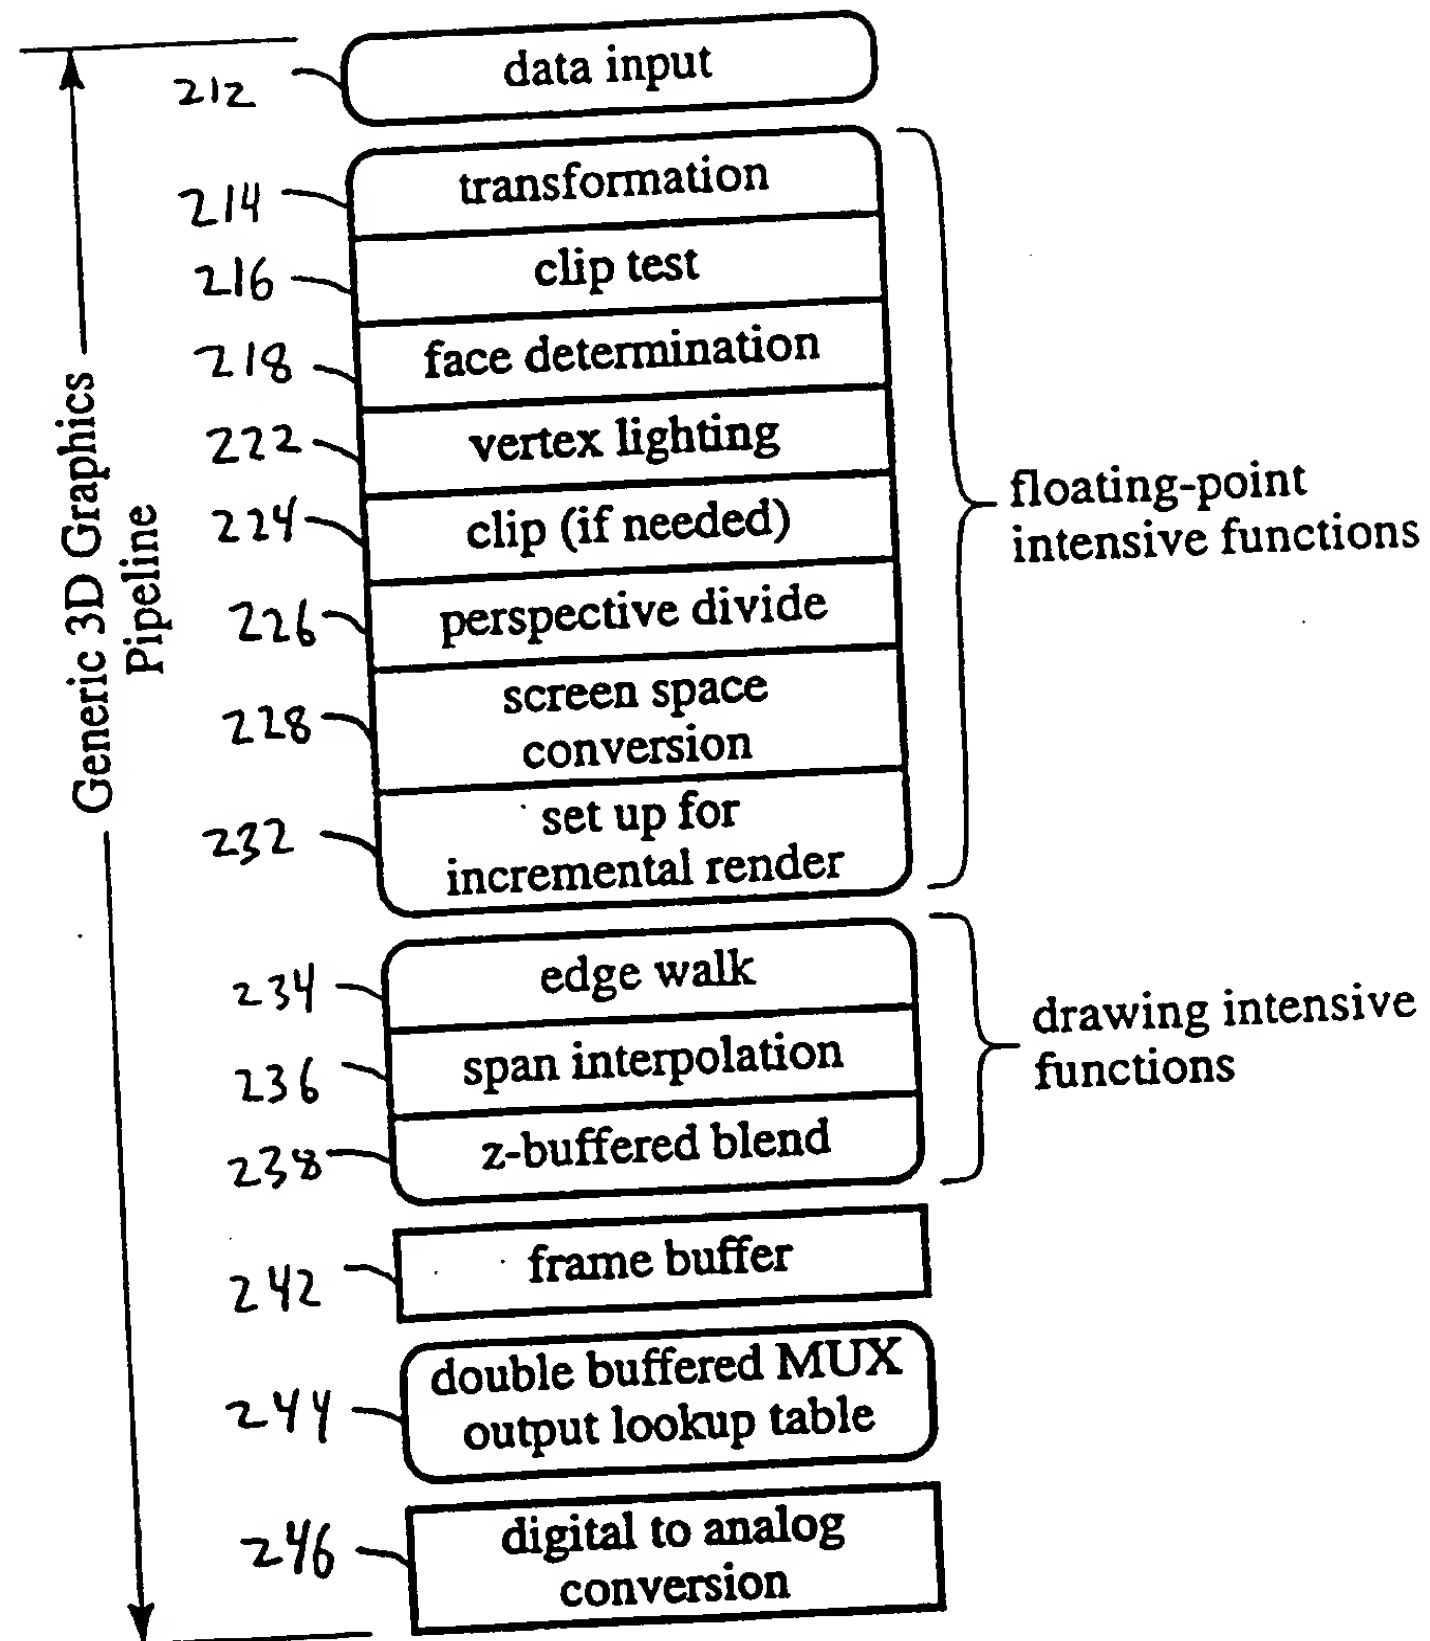 212
data input
214
transformation
216
clip test
218
face determination
222
vertex lighting
224
clip (if needed)
226
perspective divide
228
screen space
conversion
232
set up for
incremental render
floating-point
intensive functions
234
edge walk
236
span interpolation
238
z-buffered blend
drawing intensive
functions
242
frame buffer
244
double buffered MUX
output lookup table
246
digital to analog
conversion
Generic 3D Graphics
Pipeline